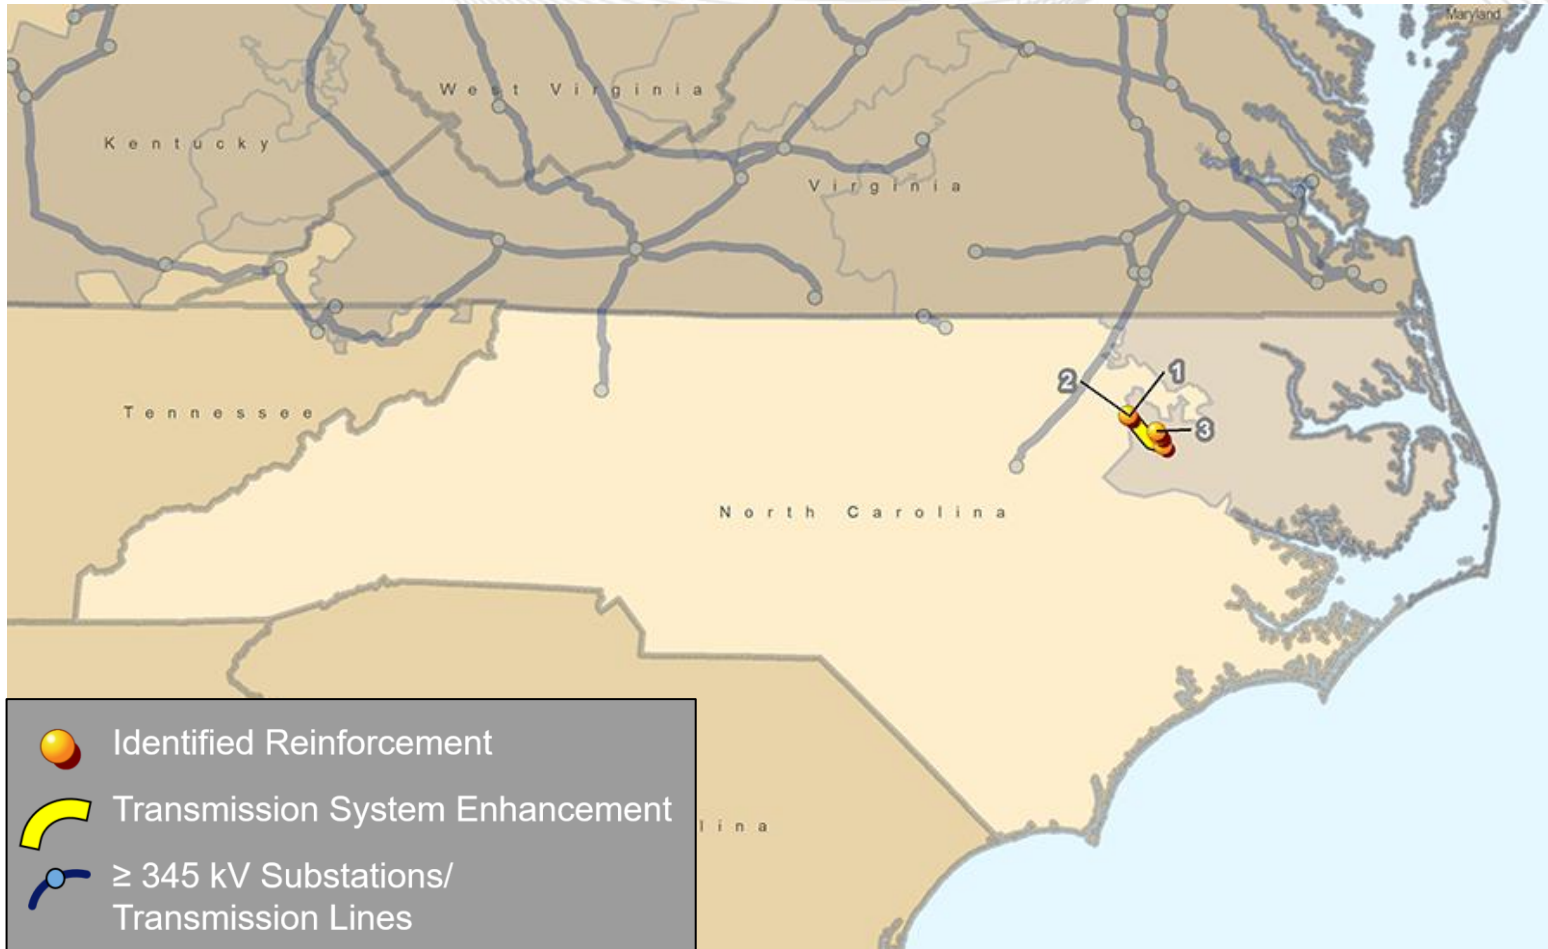 Maryland
West Virginia
Kentucky
Virginia
1
2
3
Tennessee
North Carolina
Identified Reinforcement
Transmission System Enhancement
lina
≥ 345 kV Substations/
Transmission Lines